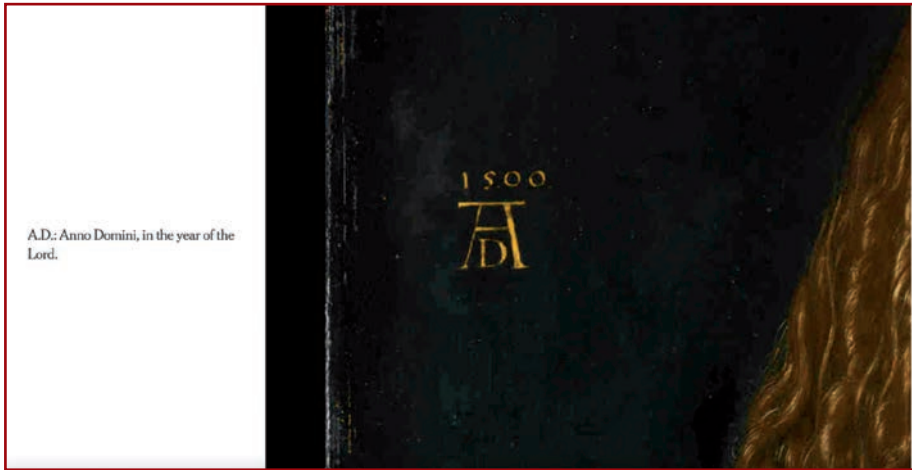 A.D.: Anno Domini, in the year of the
Lord.
1500
AD